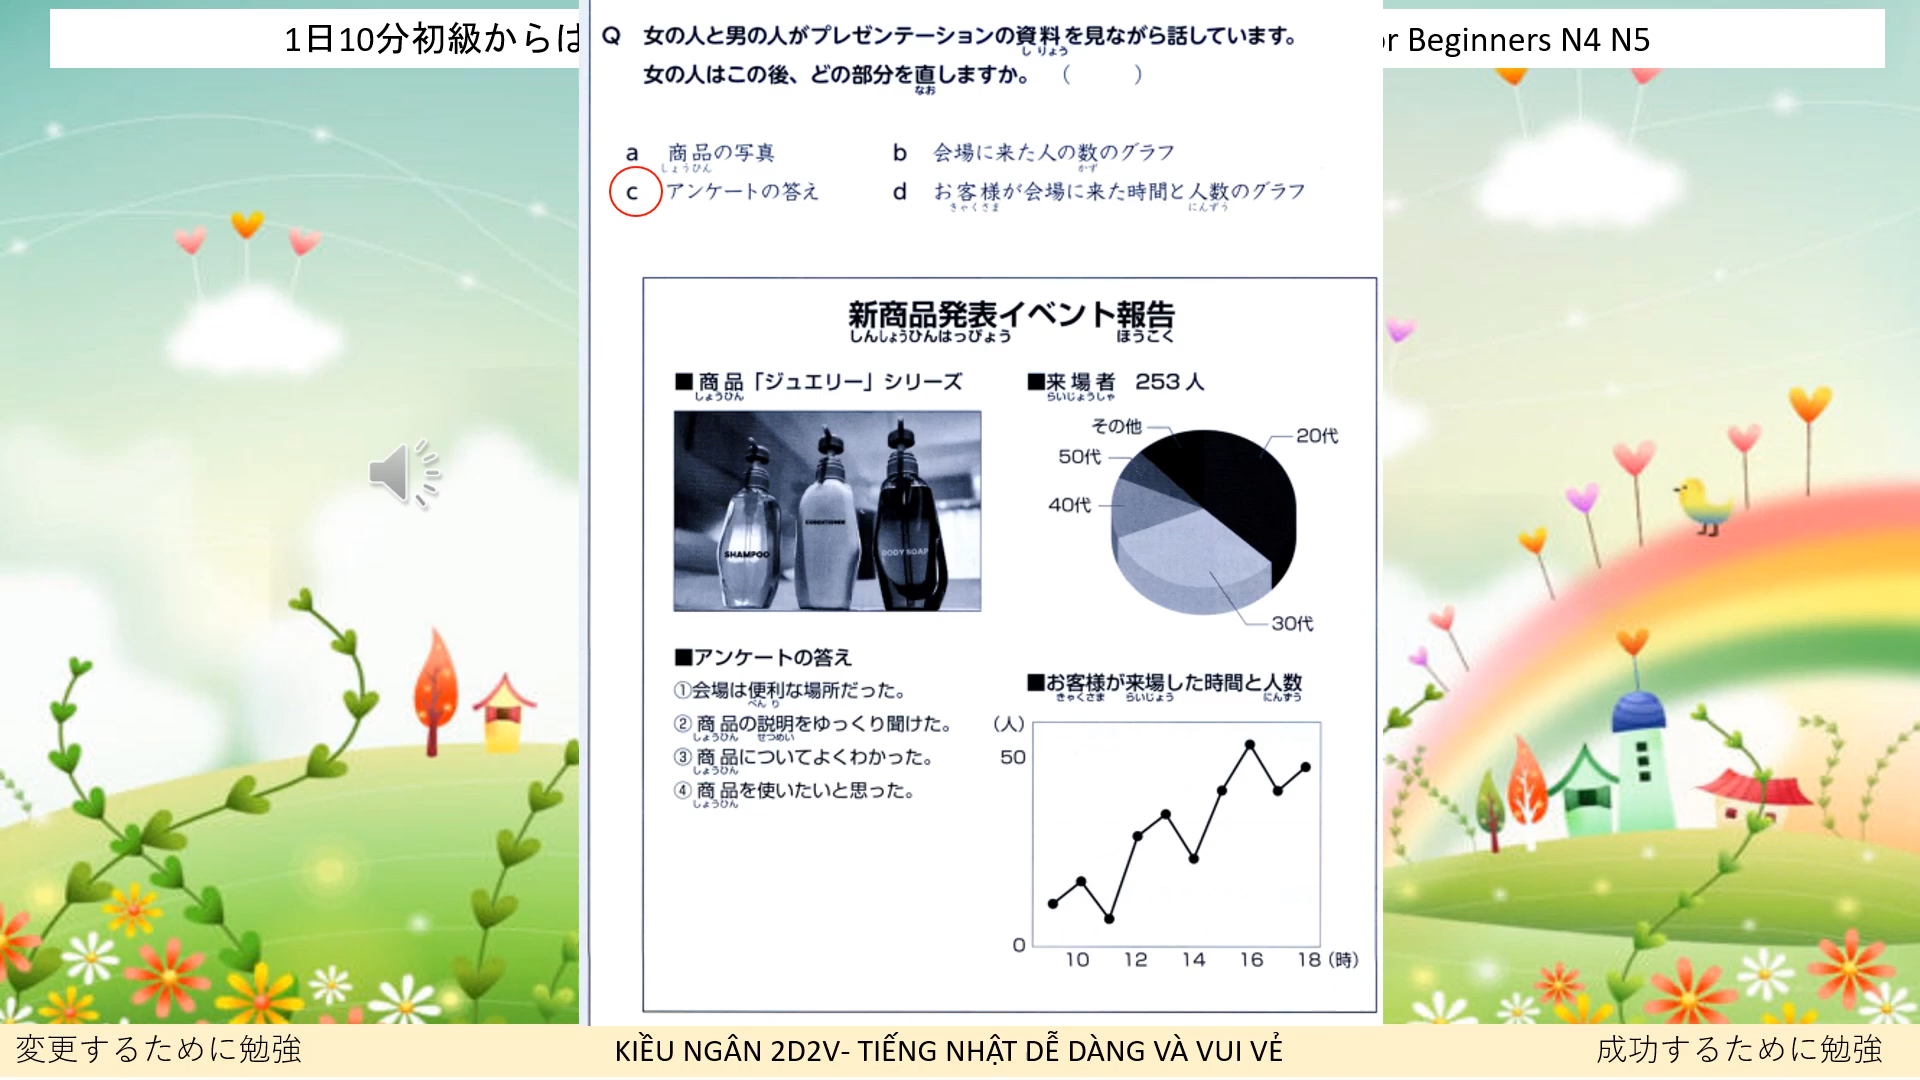 1日10分初級からは
or Beginners N4 N5
Q 女の人と男の人がプレゼンテーションの資料を見ながら話しています。
しりょう
女の人はこの後、どの部分を直しますか。 ( )
なお
a 商品の写真
しょうひん
b 会場に来た人の数のグラフ
かず
c アンケートの答え
d お客様が会場に来た時間と人数のグラフ
きゃくさま にんずう
新商品発表イベント報告
しんしょうひんはっぴょう ほうこく
■商品「ジュエリー」シリーズ
しょうひん
SHAMPOO
CONDITIONER
BODY SOAP
■来場者 253人
らいじょうしゃ
その他
20代
50代
40代
30代
■アンケートの答え
①会場は便利な場所だった。
べんり
②商品の説明をゆっくり聞けた。
しょうひん せつめい
③商品についてよくわかった。
しょうひん
④商品を使いたいと思った。
しょうひん
■お客様が来場した時間と人数
きゃくさま らいじょう にんずう
(人)
50
0
10 12 14 16 18 (時)
変更するために勉強
KIỀU NGÂN 2D2V- TIẾNG NHẬT DỄ DÀNG VÀ VUI VẺ
成功するために勉強